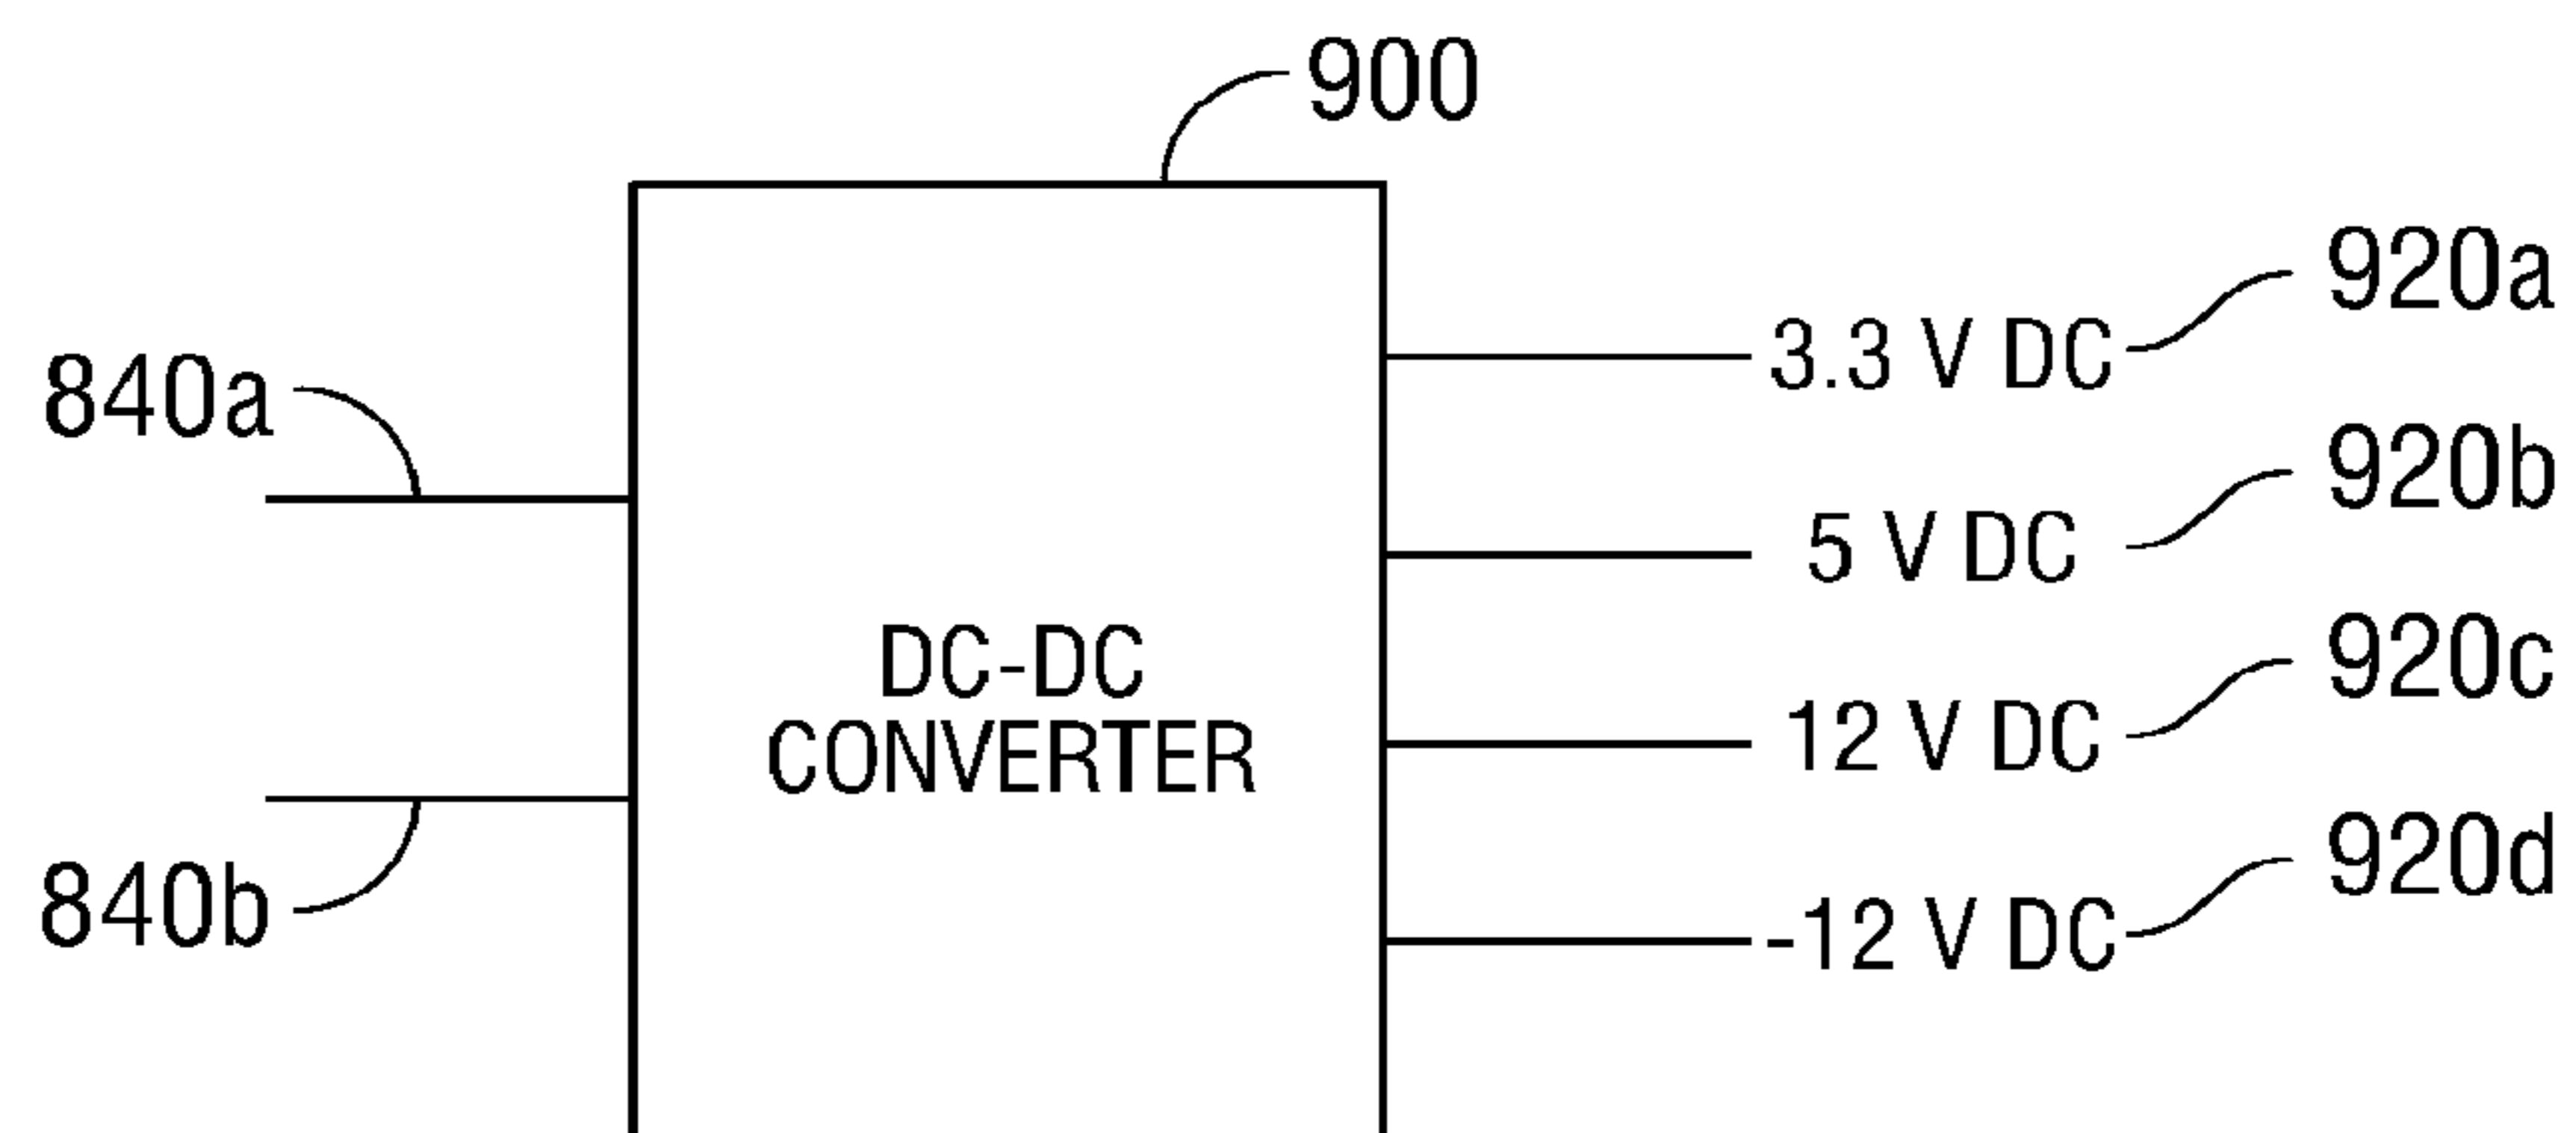 900
920a
3.3 V DC
840a
920b
5 V DC
920c
DC-DC
CONVERTER
12 V DC
920d
840b
-12 V DC